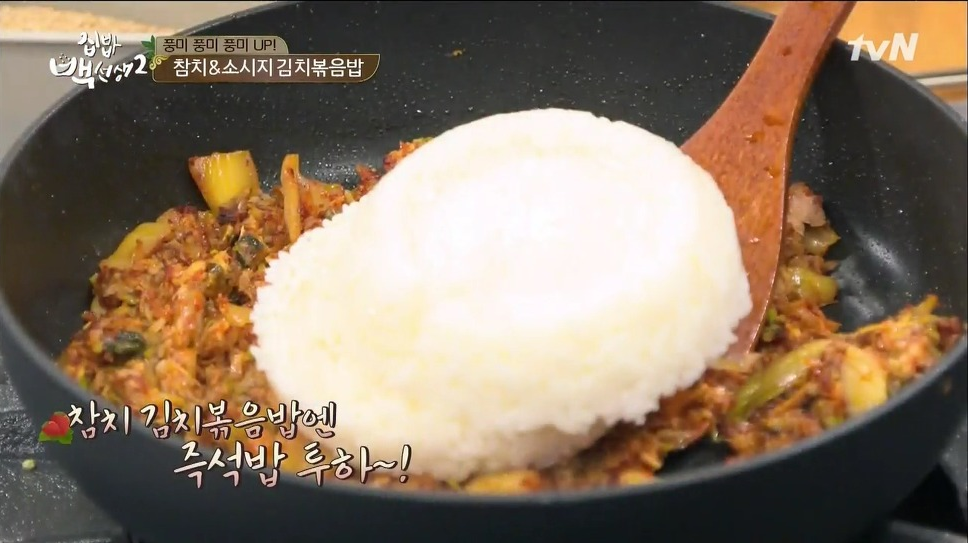 집밥
백선생2
풍미 풍미 풍미 UP!
참치&소시지 김치볶음밥
tvN
참치 김치볶음밥엔
즉석밥 투하~!